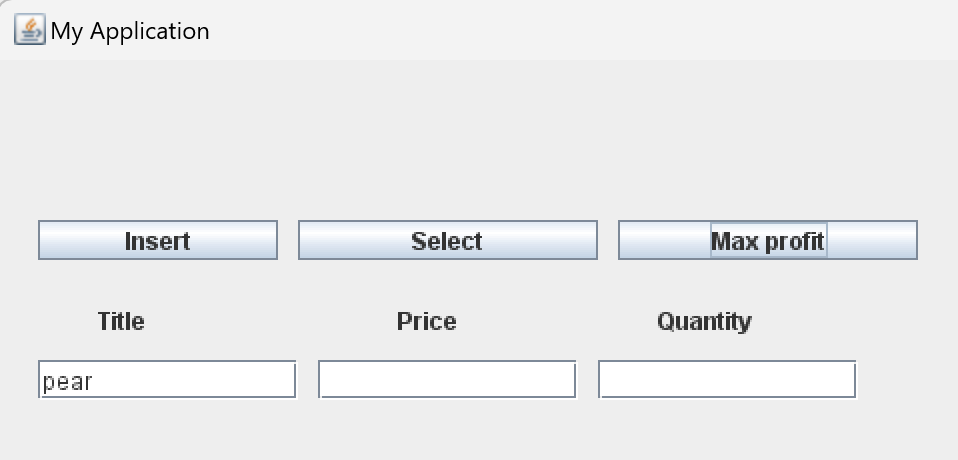 My Application
Insert Select Max profit
Title Price Quantity
pear